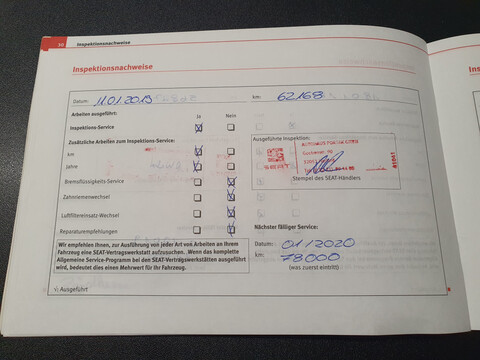 30 Inspektionsnachweise
Inspektionsnachweise
Datum: 11.01.2019 km: 62168
Arbeiten ausgeführt: Ja Nein
Inspektions-Service
Zusätzliche Arbeiten zum Inspektions-Service:
km
Jahre
Bremsflüssigkeits-Service
Zahnriemenwechsel
Luftfiltereinsatz-Wechsel
Reparaturempfehlungen
Wir empfehlen Ihnen, zur Ausführung von jeder Art von Arbeiten an Ihrem
Fahrzeug eine SEAT-Vertragswerkstatt aufzusuchen. Wenn das komplette
Allgemeine Service-Programm bei den SEAT-Vertragswerkstätten ausgeführt
wird, bedeutet dies einen Mehrwert für Ihr Fahrzeug.
√: Ausgeführt
Ausgeführte Inspektion:
SEAT
Stempel des SEAT-Händlers
Nächster fälliger Service:
Datum: 01/2020
km: 78000
(was zuerst eintritt)